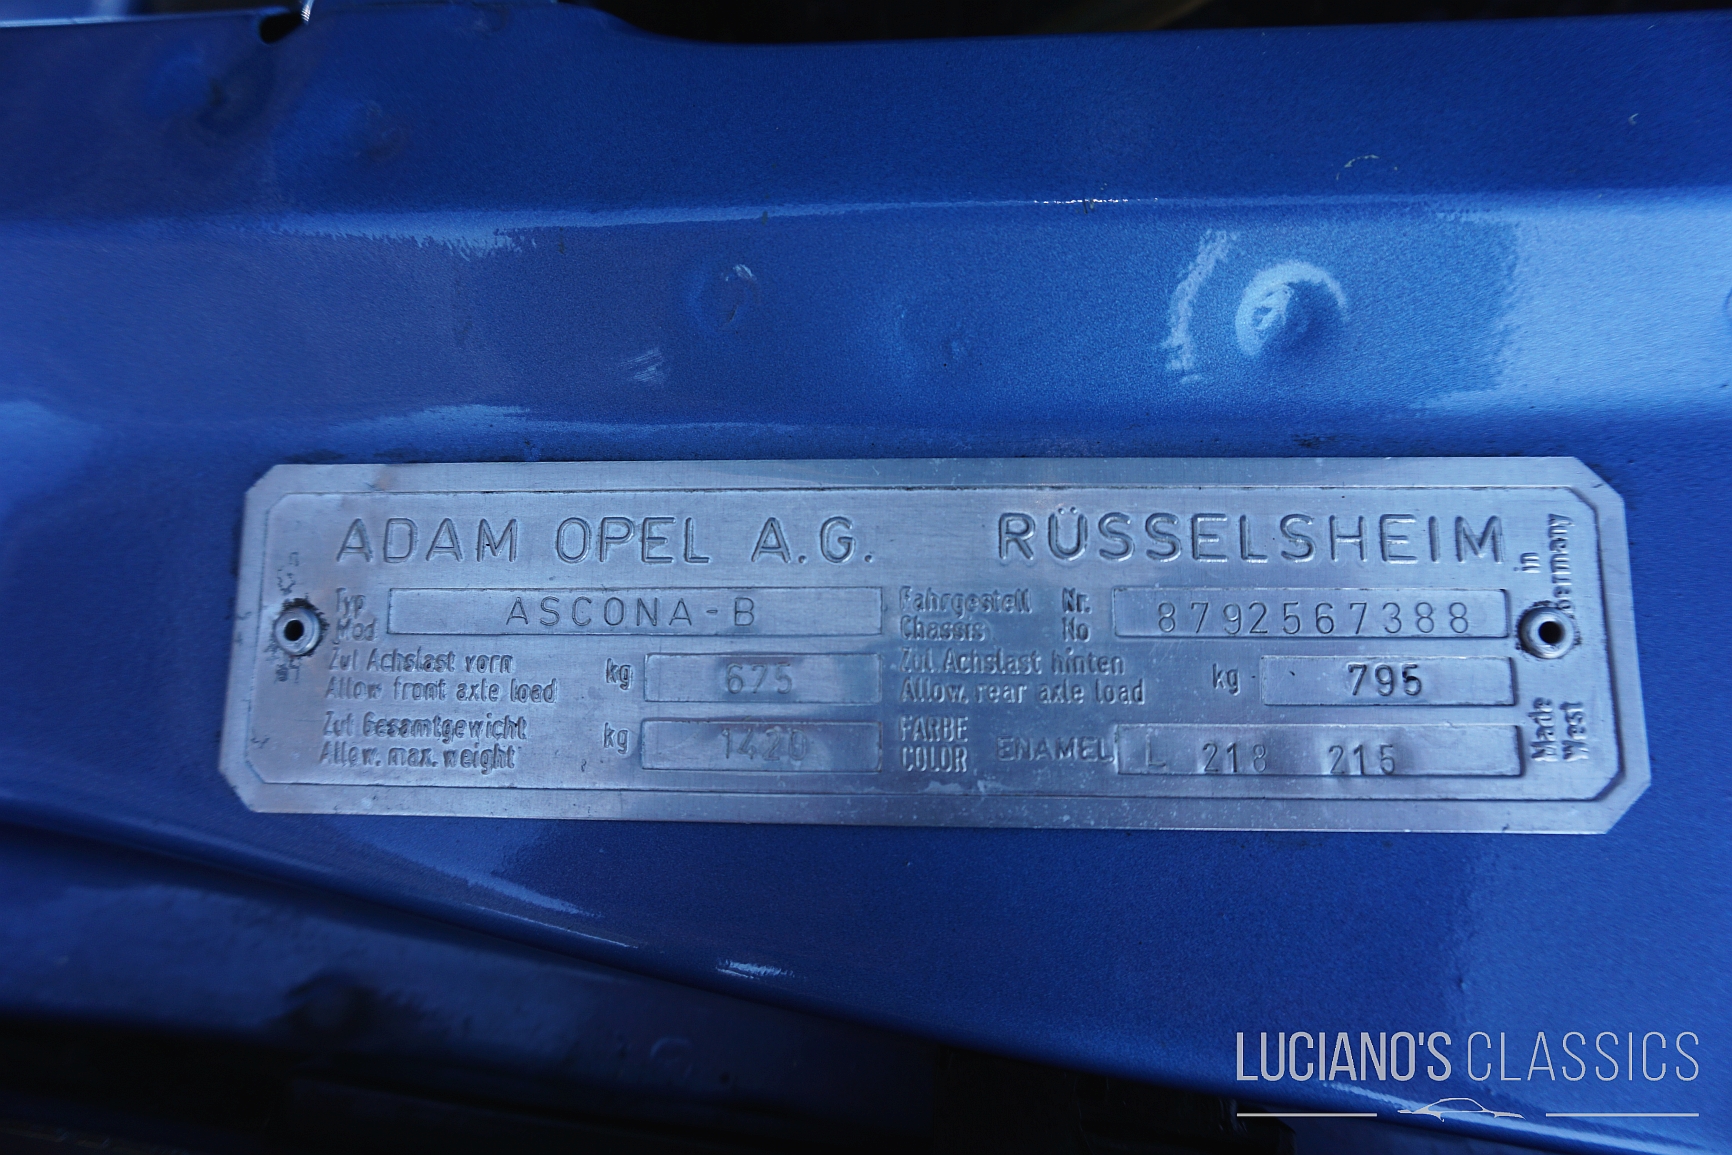 ADAM OPEL A.G. RÜSSELSHEIM
Typ
Mod
ASCONA-B
Fahrgestell Nr.
Chassis No
8792567388
Zul Achslast vorn
Allow front axle load
kg 675
Zul Achslast hinten
Allow. rear axle load
kg 795
Zul Gesamtgewicht
Allow. max. weight
kg 1420
FARBE
COLOR
ENAMEL L 218 215
Made in
West Germany
LUCIANO'S CLASSICS